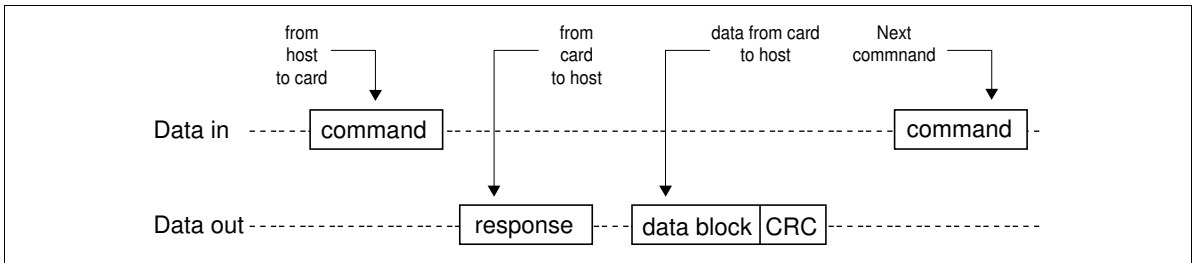 from
host
to card
from
card
to host
data from card
to host
Next
commnand
Data in
command
command
Data out
response
data block
CRC